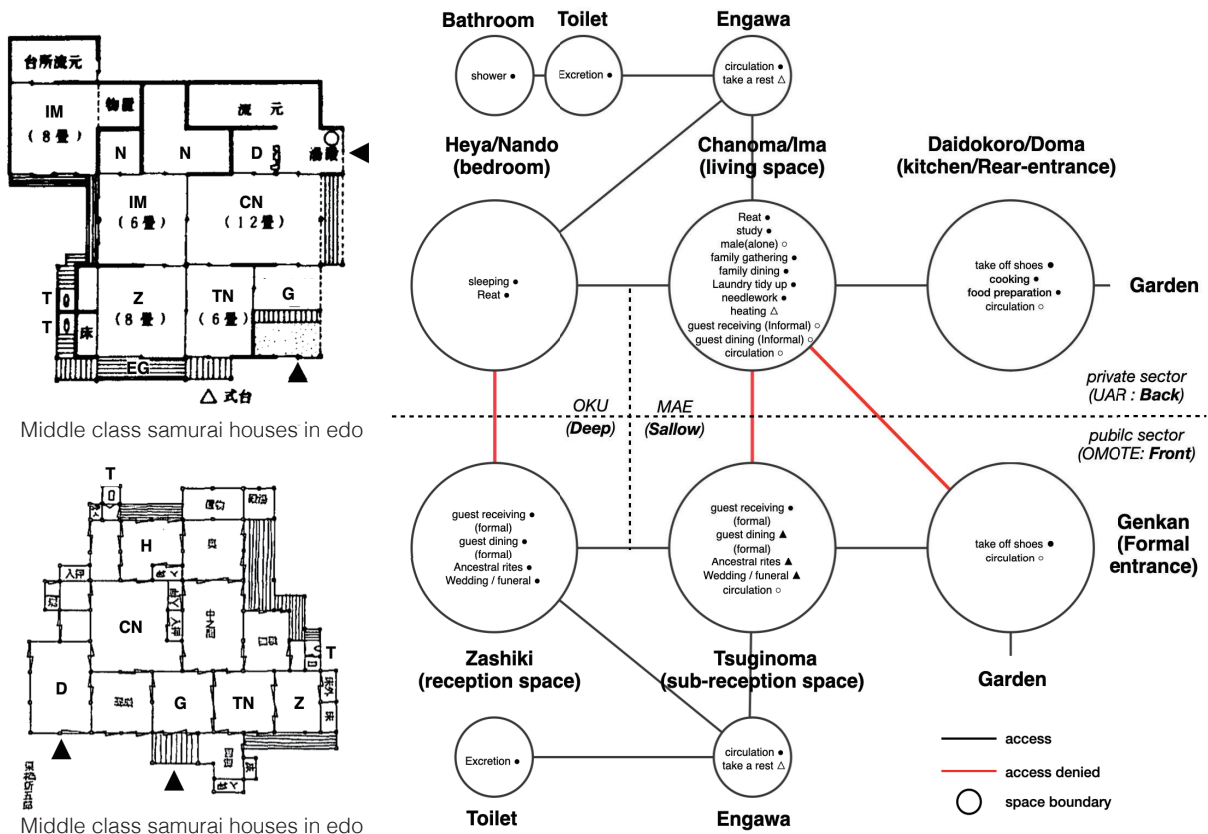 台所流元
IM
(8畳)
物置
流 元
N
N
D
IM
(6畳)
CN
(12畳)
T
T
Z
(8畳)
TN
(6畳)
G
床
EG
△ 式台
Middle class samurai houses in edo
T
H
入押
CN
D
G
TN
Z
T
Middle class samurai houses in edo
Bathroom
Toilet
Engawa
shower ●
Excretion ●
circulation ●
take a rest △
Heya/Nando
(bedroom)
Chanoma/Ima
(living space)
Daidokoro/Doma
(kitchen/Rear-entrance)
sleeping ●
Reat ●
Reat ●
study ●
male(alone) ○
family gathering ●
family dining ●
Laundry tidy up ●
needlework ●
heating △
guest receiving (Informal) ○
guest dining (Informal) ○
circulation ○
take off shoes ●
cooking ●
food preparation ●
circulation ○
Garden
OKU
(Deep)
MAE
(Sallow)
private sector
(UAR : Back)
pubilc sector
(OMOTE: Front)
guest receiving ●
(formal)
guest dining ●
(formal)
Ancestral rites ●
Wedding / funeral ●
guest receiving ●
(formal)
guest dining ▲
(formal)
Ancestral rites ▲
Wedding / funeral ▲
circulation ○
take off shoes ●
circulation ○
Genkan
(Formal
entrance)
Zashiki
(reception space)
Tsuginoma
(sub-reception space)
Garden
Excretion ●
circulation ●
take a rest △
Toilet
Engawa
access
access denied
space boundary